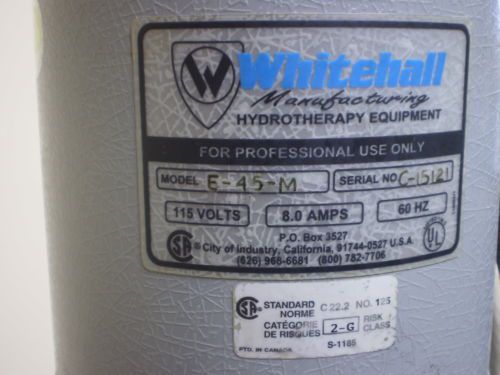 W Whitehall
Manufacturing
HYDROTHERAPY EQUIPMENT
FOR PROFESSIONAL USE ONLY
MODEL E-45-M SERIAL NO C-15121
115 VOLTS 8.0 AMPS 60 HZ
P.O. Box 3527
City of Industry, California, 91744-0527 U.S.A
(626) 968-6681 (800) 782-7706
UL
STANDARD C 22.2 NO. 125
NORME
CATÉGORIE 2-G RISK
DE RISQUES CLASS
PTD. IN CANADA S-1185